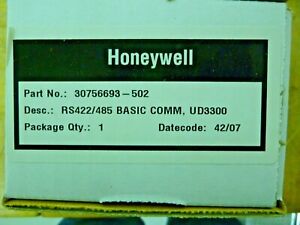 Honeywell
Part No.: 30756693-502
Desc.: RS422/485 BASIC COMM, UD3300
Package Qty.: 1 Datecode: 42/07